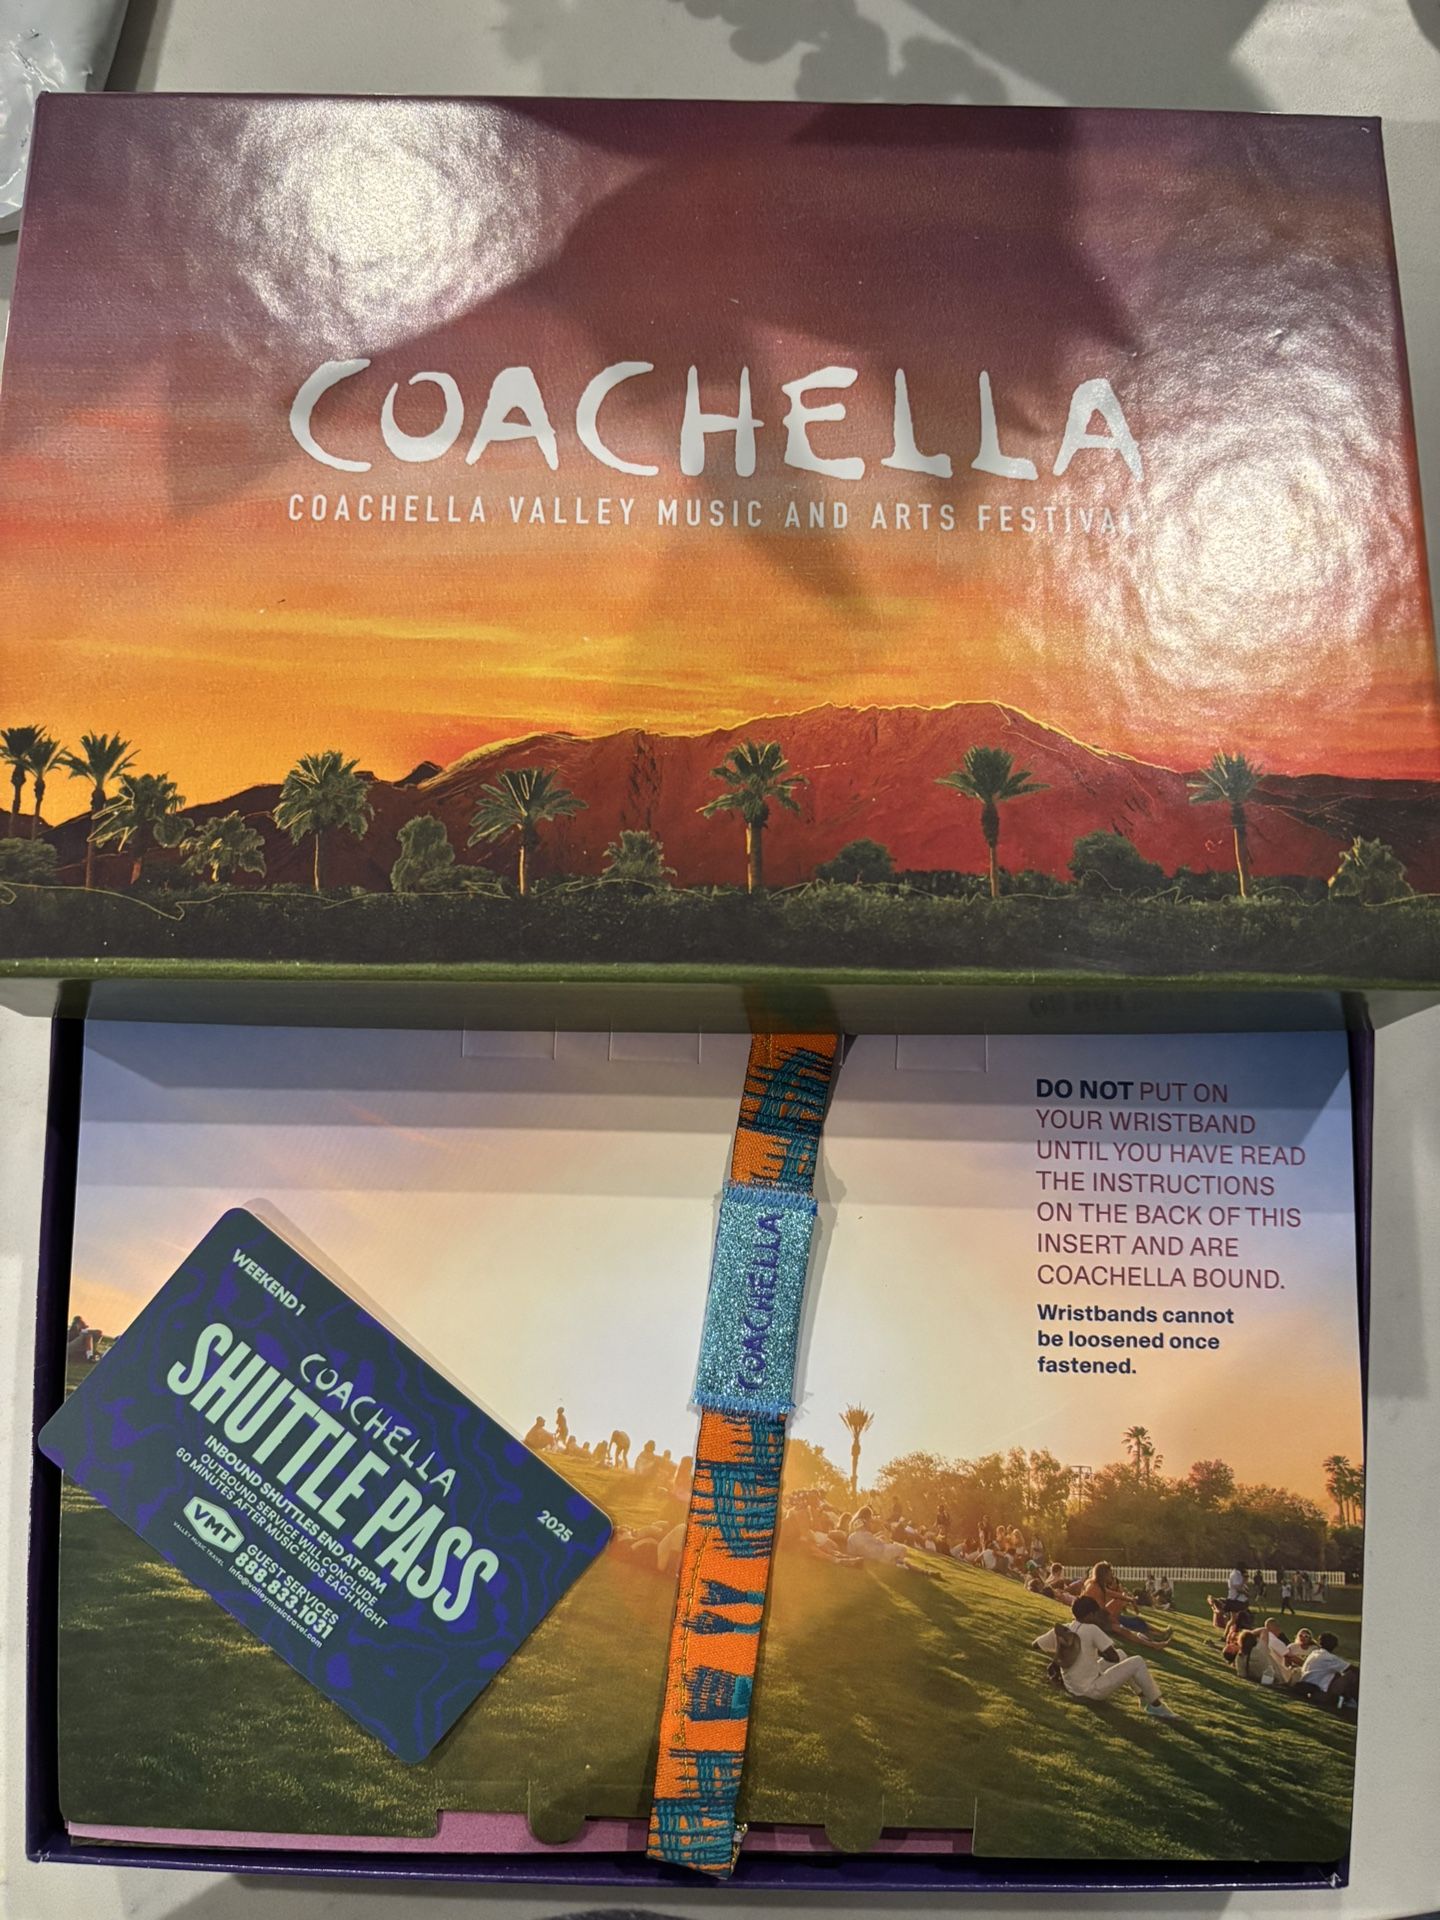 COACHELLA
COACHELLA VALLEY MUSIC AND ARTS FESTIVAL
DO NOT PUT ON
YOUR WRISTBAND
UNTIL YOU HAVE READ
THE INSTRUCTIONS
ON THE BACK OF THIS
INSERT AND ARE
COACHELLA BOUND.
Wristbands cannot
be loosened once
fastened.
COACHELLA
WEEKEND 1
COACHELLA
SHUTTLE PASS
2025
INBOUND SHUTTLES END AT 8PM
OUTBOUND SERVICE WILL CONCLUDE
60 MINUTES AFTER MUSIC ENDS EACH NIGHT
VMT
VALLEY MUSIC TRAVEL
GUEST SERVICES
888.833.1031
info@valleymusictravel.com